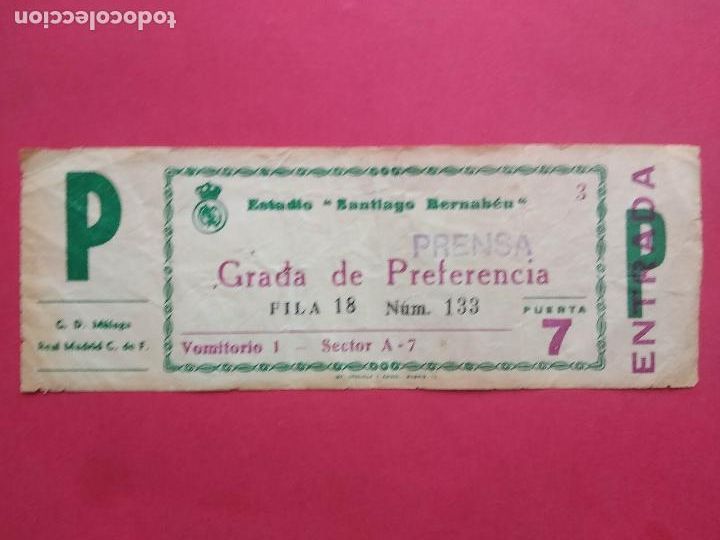 todocoleccion
P
C. D. Málaga
Real Madrid C. de F.
Estadio "Santiago Bernabéu"
3
PRENSA
Grada de Preferencia
FILA 18 Núm. 133
PUERTA
7
Vomitorio 1 - Sector A-7
P
ENTRADA